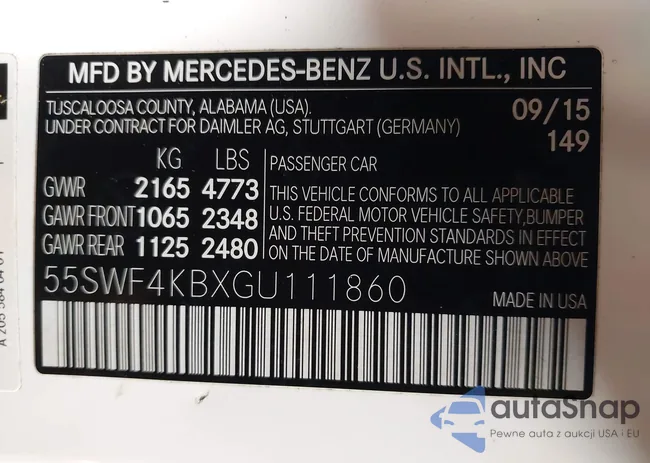 MFD BY MERCEDES-BENZ U.S. INTL., INC
TUSCALOOSA COUNTY, ALABAMA (USA).
UNDER CONTRACT FOR DAIMLER AG, STUTTGART (GERMANY)
09/15
149
KG LBS
GVWR 2165 4773
GAWR FRONT 1065 2348
GAWR REAR 1125 2480
PASSENGER CAR
THIS VEHICLE CONFORMS TO ALL APPLICABLE
U.S. FEDERAL MOTOR VEHICLE SAFETY, BUMPER
AND THEFT PREVENTION STANDARDS IN EFFECT
ON THE DATE OF MANUFACTURE SHOWN ABOVE
55SWF4KBXGU111860
MADE IN USA
autoSnap
Pewne auta z aukcji USA i EU